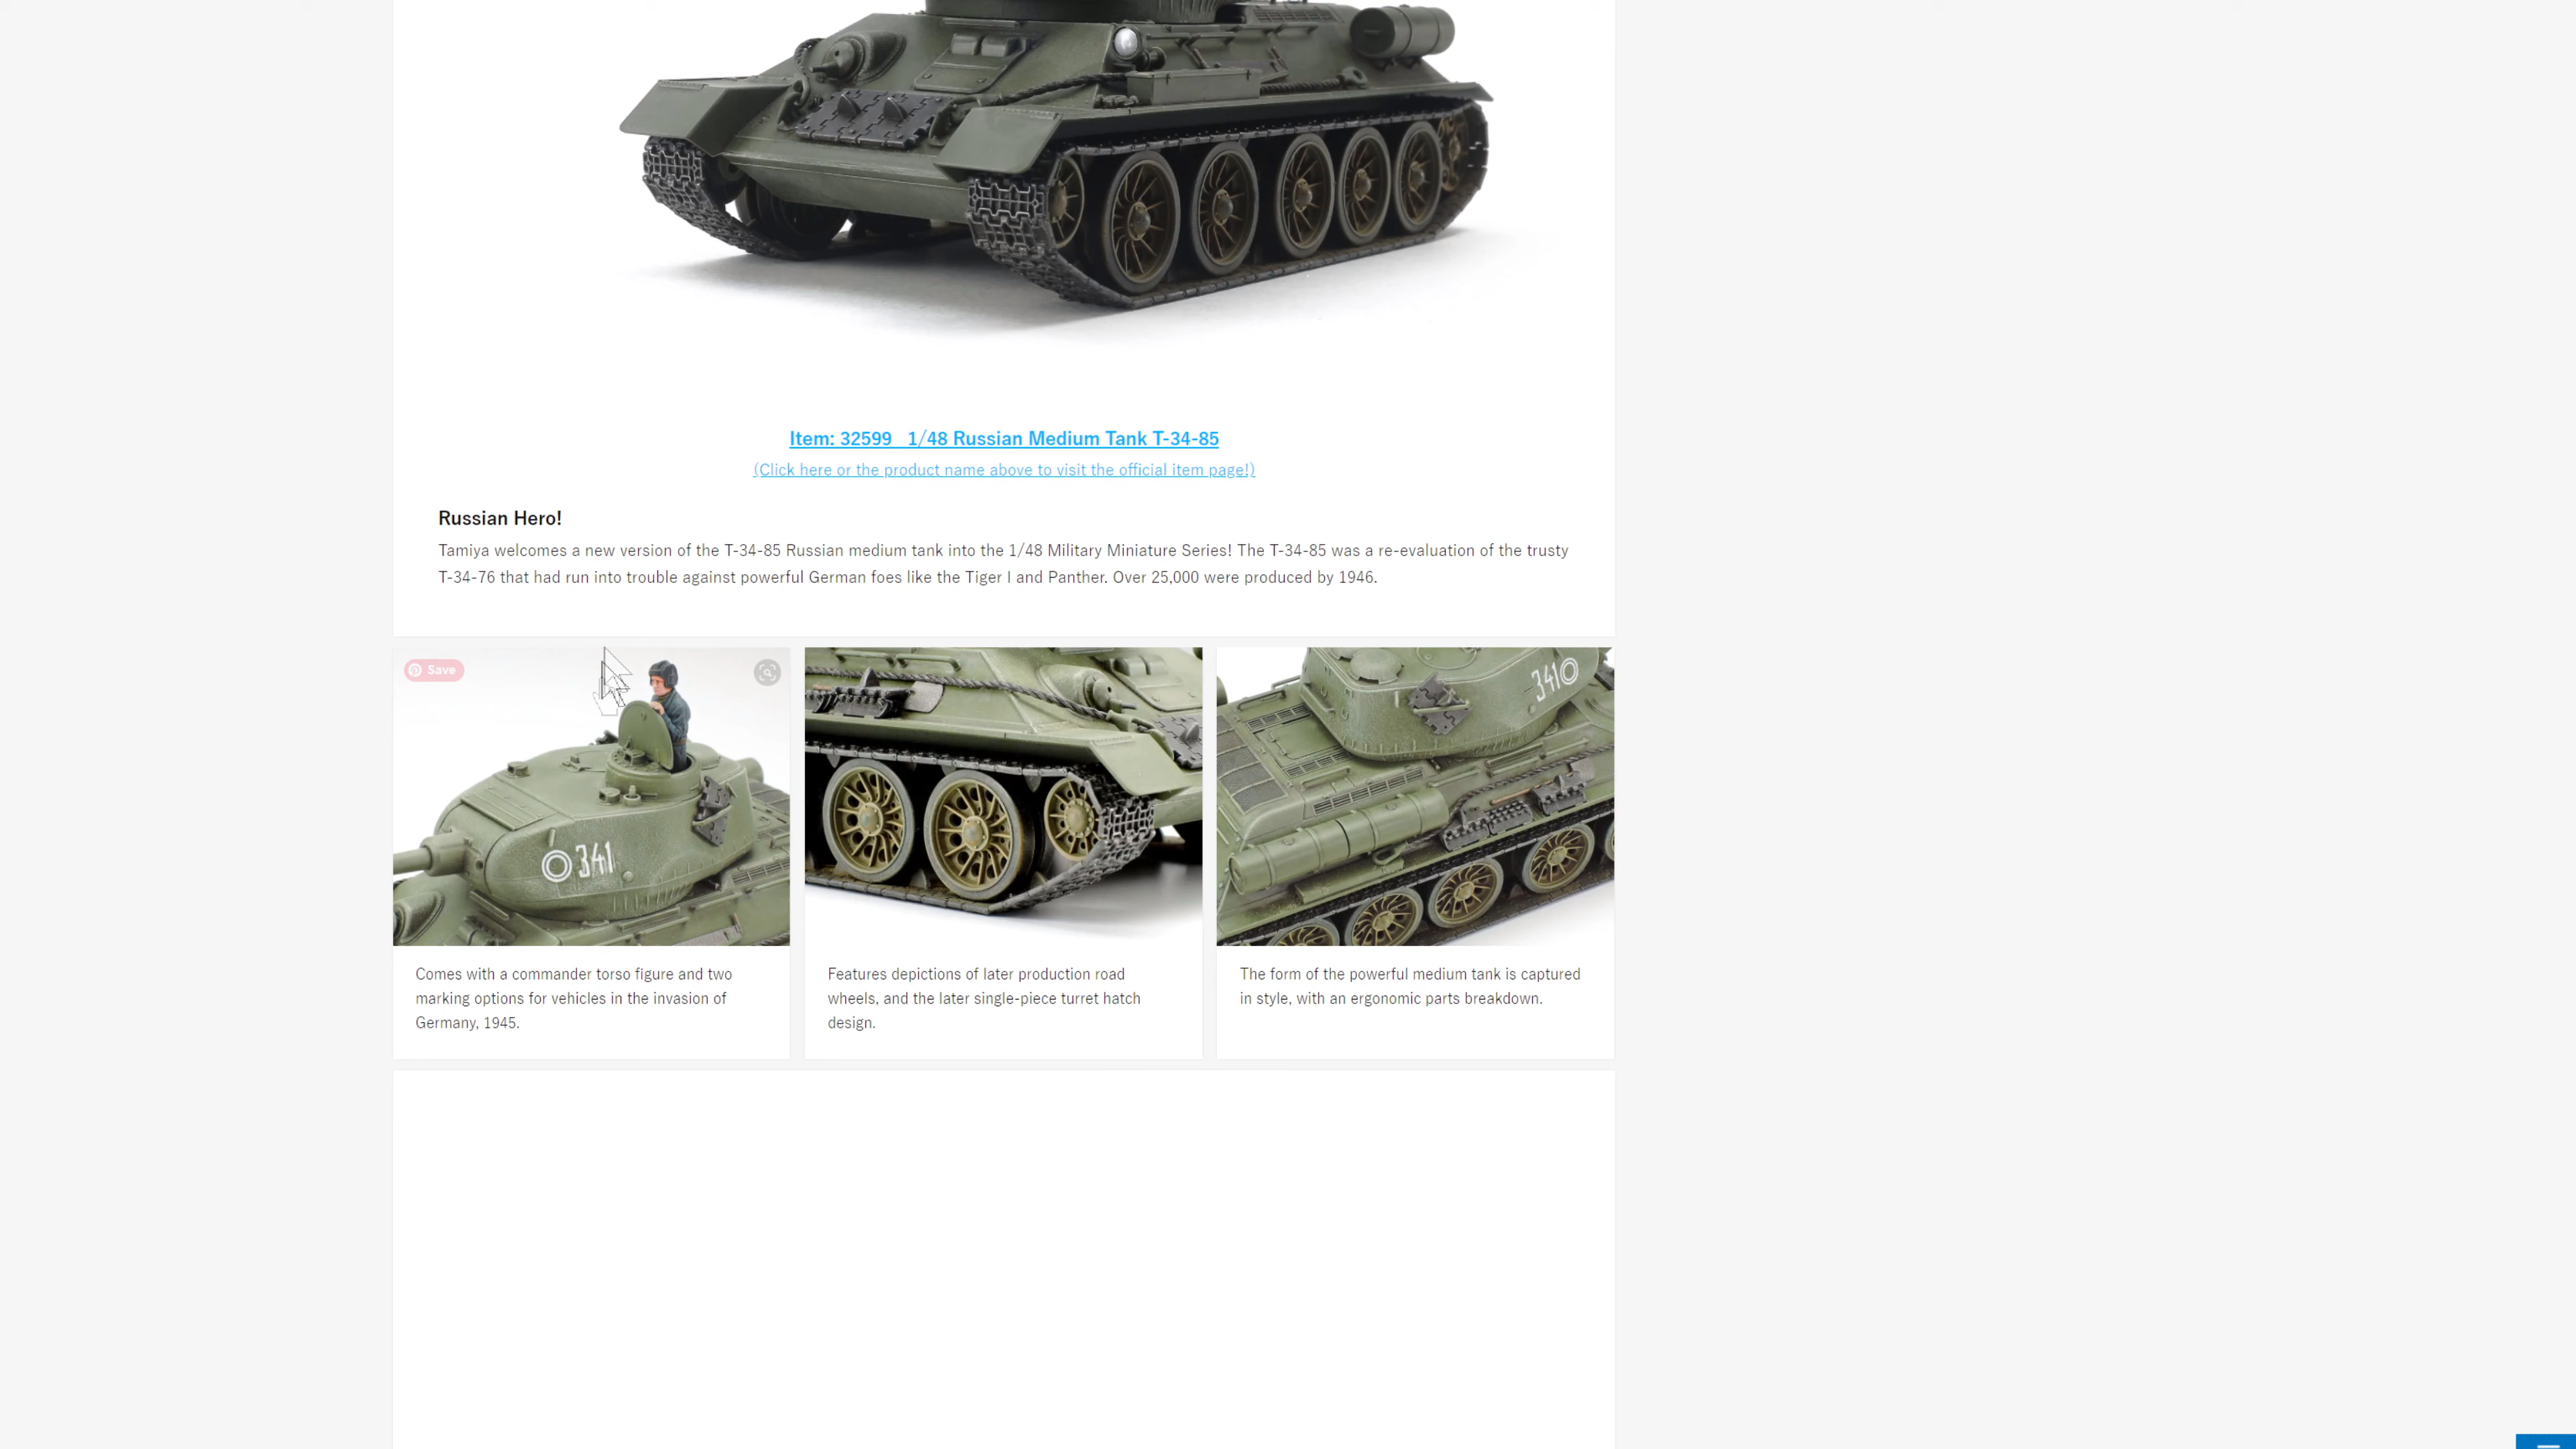 Item: 32599 1/48 Russian Medium Tank T-34-85
(Click here or the product name above to visit the official item page!)
Russian Hero!
Tamiya welcomes a new version of the T-34-85 Russian medium tank into the 1/48 Military Miniature Series! The T-34-85 was a re-evaluation of the trusty
T-34-76 that had run into trouble against powerful German foes like the Tiger I and Panther. Over 25,000 were produced by 1946.
Save
341
341
Comes with a commander torso figure and two
marking options for vehicles in the invasion of
Germany, 1945.
Features depictions of later production road
wheels, and the later single-piece turret hatch
design.
The form of the powerful medium tank is captured
in style, with an ergonomic parts breakdown.